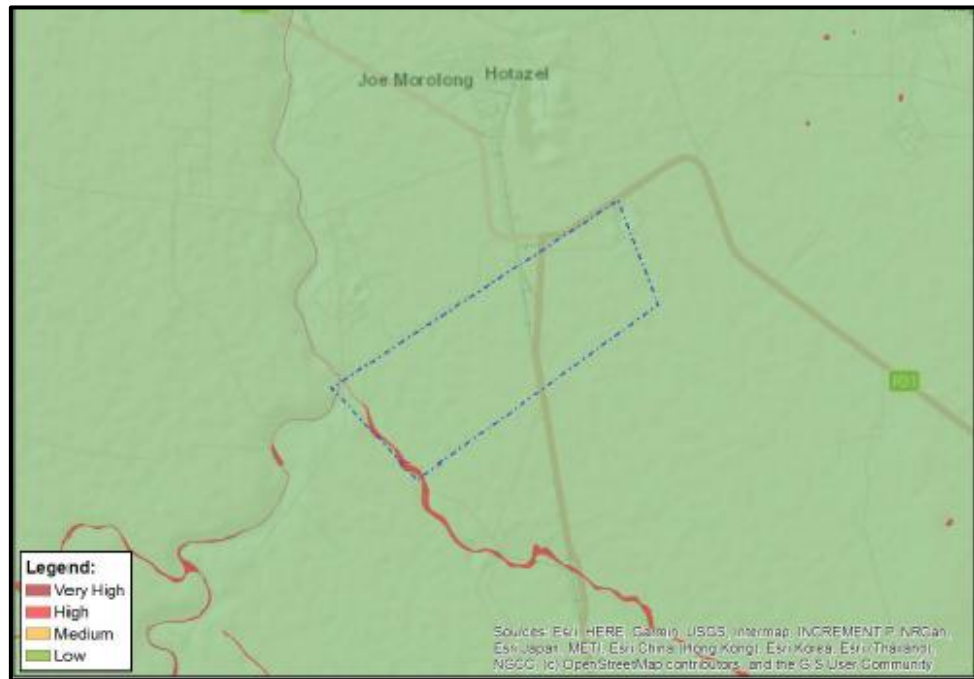 Joe Morolong
Hotazel
Legend:
Very High
High
Medium
Low
Sources: Esri, HERE, Garmin, USGS, Intermap, INCREMENT P, NRCan,
Esri Japan, METI, Esri China (Hong Kong), Esri Korea, Esri (Thailand),
NGCC, (c) OpenStreetMap contributors, and the GIS User Community